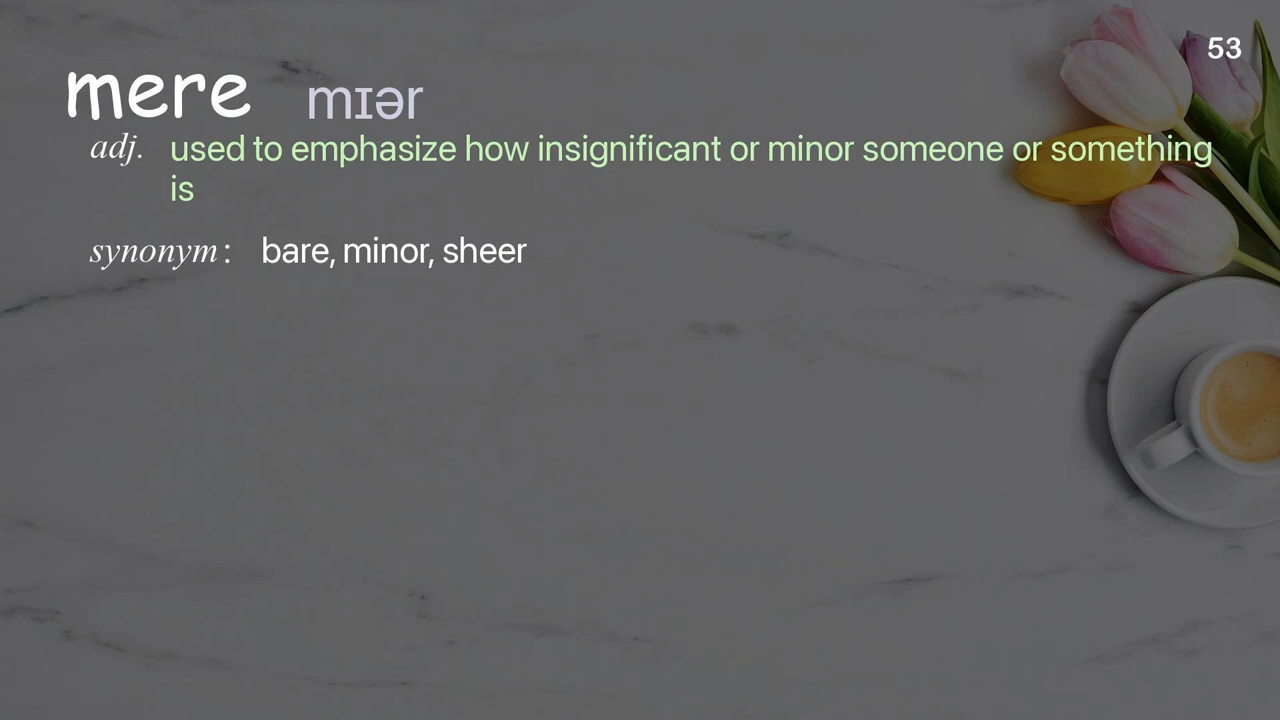 53
mere mɪər
adj. used to emphasize how insignificant or minor someone or something
is
synonym: bare, minor, sheer